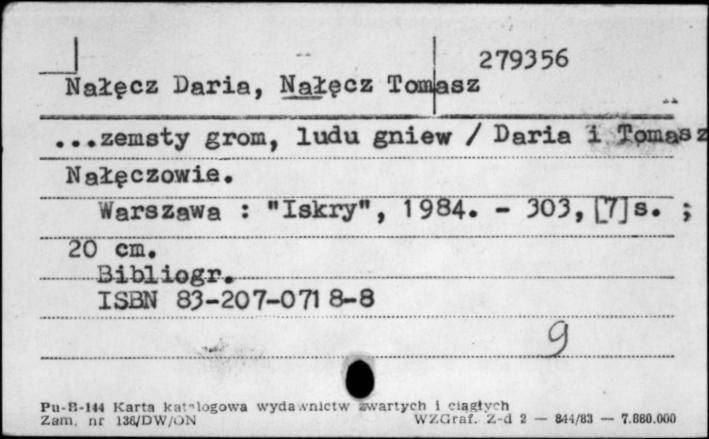 279356
Nałęcz Daria, Nałęcz Tomasz
...zemsty grom, ludu gniew / Daria i Tomasz
Nałęczowie.
Warszawa : "Iskry", 1984. - 303, [7]s. ;
20 cm.
Bibliogr.
ISBN 83-207-0718-8
9
Pu-B-144 Karta katalogowa wydawnictw zwartych i ciągłych
Zam. nr 136/DW/ON WZGraf. Z-d 2 — 844/83 — 7.880.000